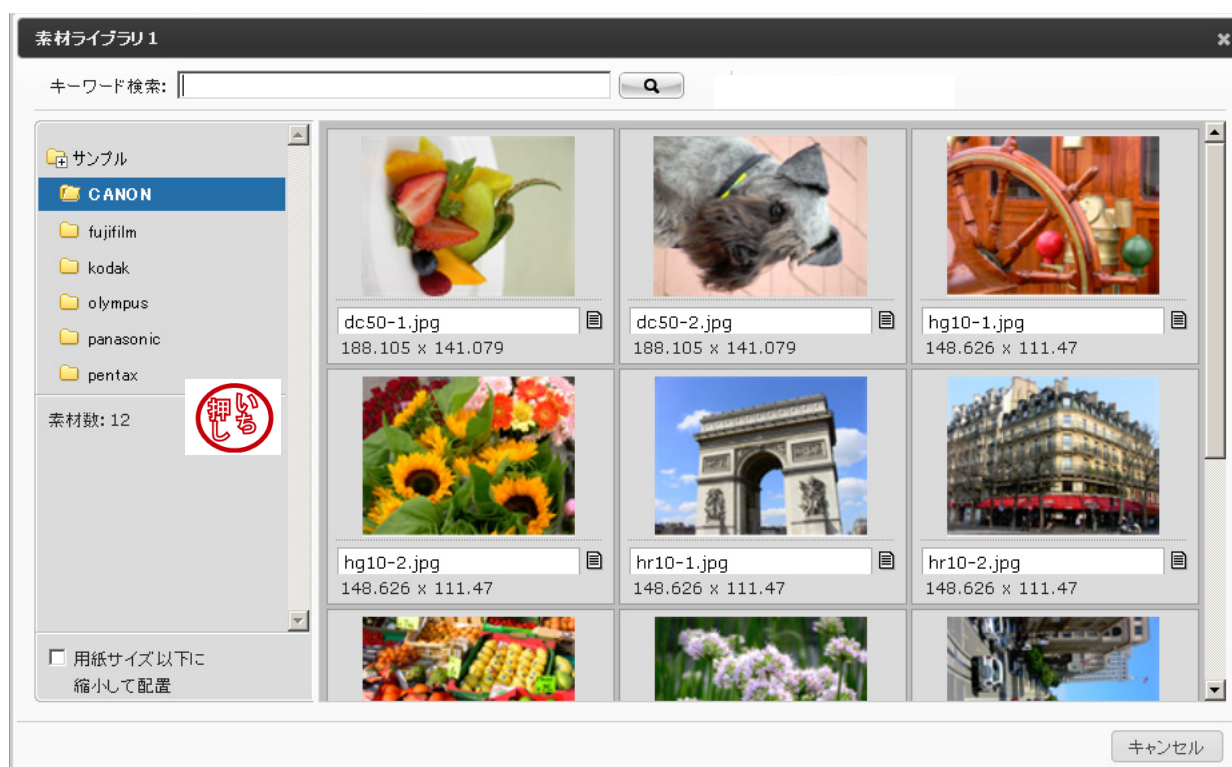 素材ライブラリ1
キーワード検索:
サンプル
CANON
fujifilm
kodak
olympus
panasonic
pentax
素材数: 12
いち
押し
用紙サイズ以下に
縮小して配置
dc50-1.jpg
188.105 x 141.079
dc50-2.jpg
188.105 x 141.079
hg10-1.jpg
148.626 x 111.47
hg10-2.jpg
148.626 x 111.47
hr10-1.jpg
148.626 x 111.47
hr10-2.jpg
148.626 x 111.47
キャンセル